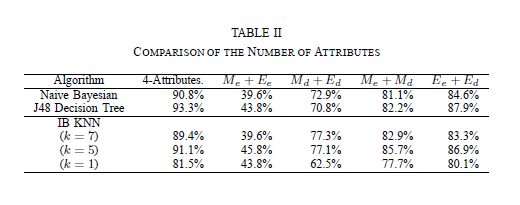 TABLE II
COMPARISON OF THE NUMBER OF ATTRIBUTES
Algorithm 4-Attributes. Me + Ee Md + Ed Me + Md Ee + Ed
Naive Bayesian 90.8% 39.6% 72.9% 81.1% 84.6%
J48 Decision Tree 93.3% 43.8% 70.8% 82.2% 87.9%
IB KNN
(k = 7) 89.4% 39.6% 77.3% 82.9% 83.3%
(k = 5) 91.1% 45.8% 77.1% 85.7% 86.9%
(k = 1) 81.5% 43.8% 62.5% 77.7% 80.1%